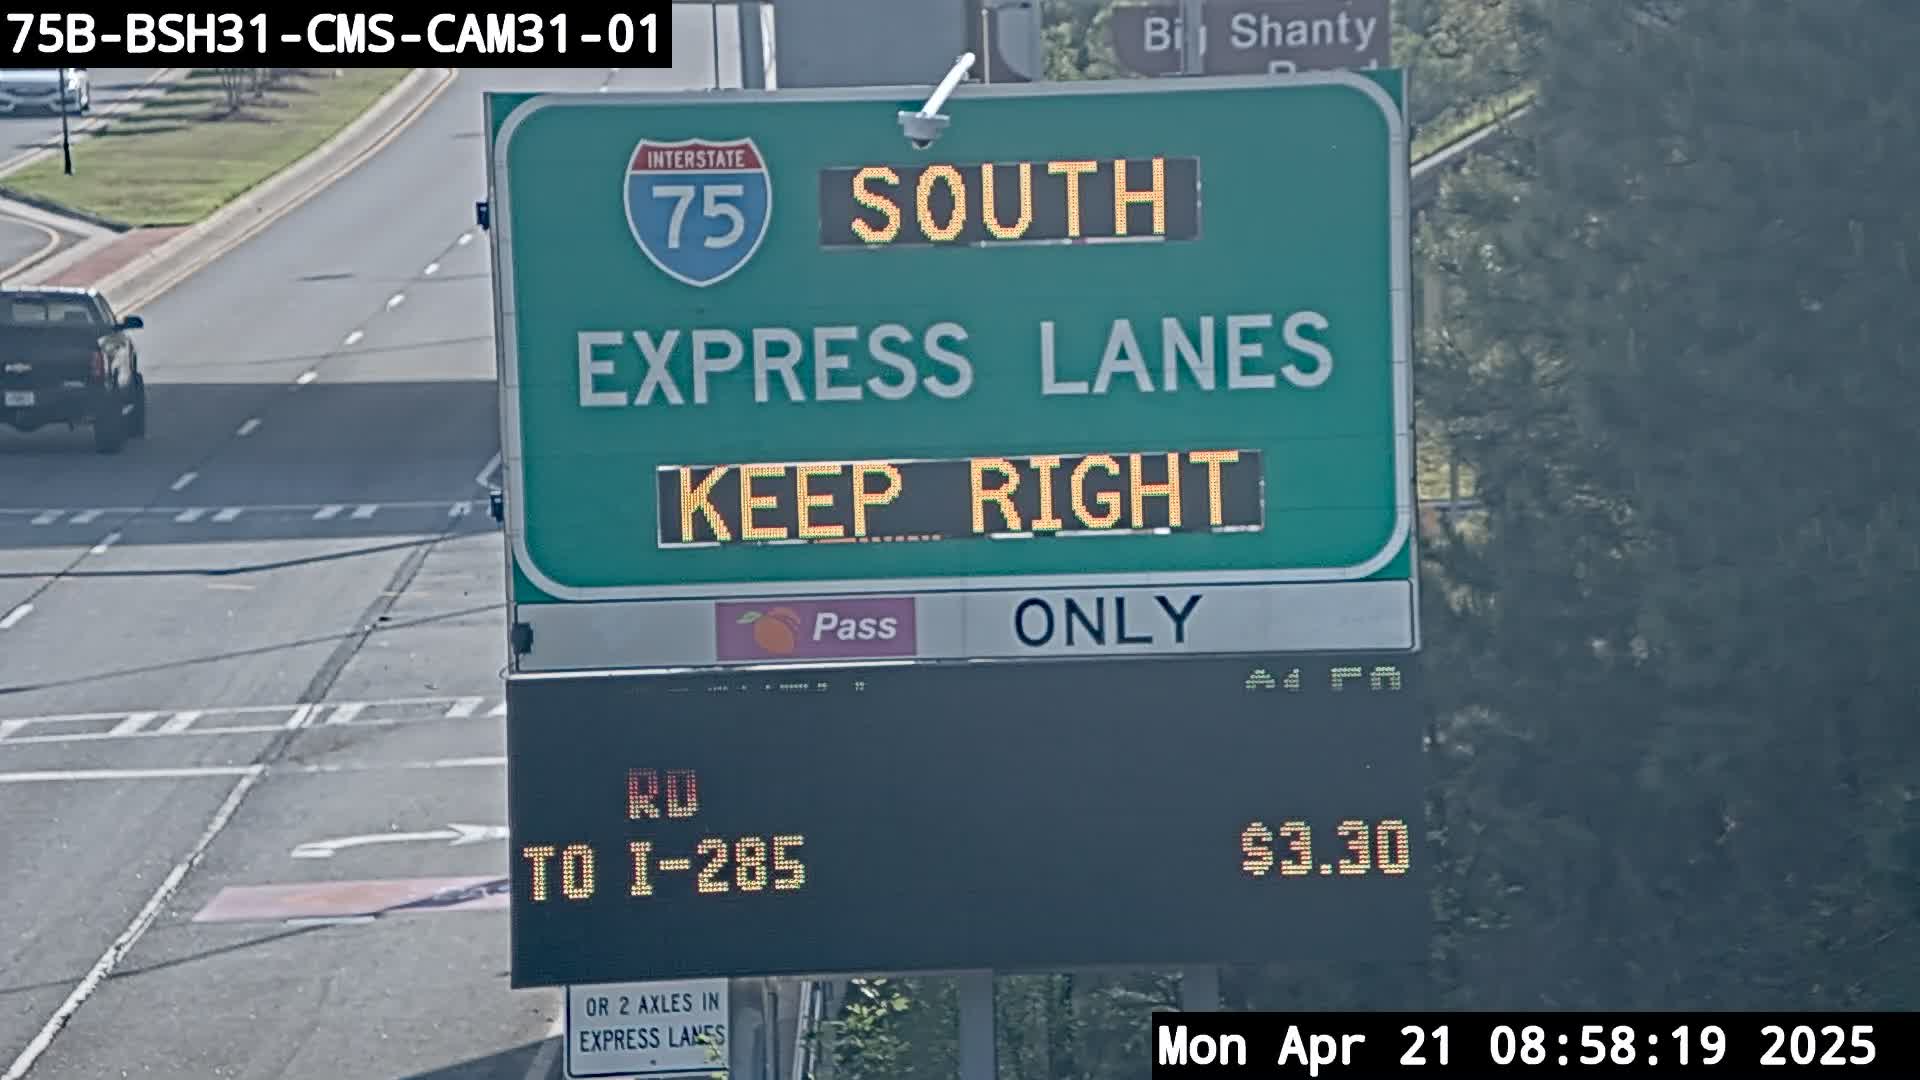 75B-BSH31-CMS-CAM31-01
Big Shanty
INTERSTATE
75
SOUTH
EXPRESS LANES
KEEP RIGHT
Pass ONLY
RD
TO I-285 $3.30
OR 2 AXLES IN
EXPRESS LANES
Mon Apr 21 08:58:19 2025